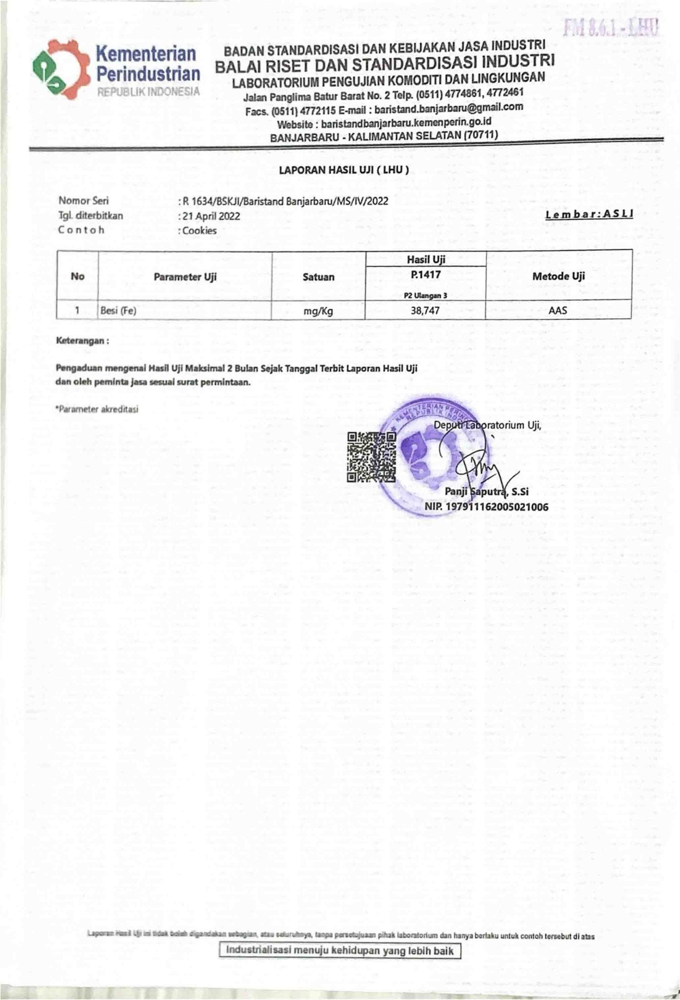 FM 8.6.1 - LHU
Kementerian
Perindustrian
REPUBLIK INDONESIA
BADAN STANDARDISASI DAN KEBIJAKAN JASA INDUSTRI
BALAI RISET DAN STANDARDISASI INDUSTRI
LABORATORIUM PENGUJIAN KOMODITI DAN LINGKUNGAN
Jalan Panglima Batur Barat No. 2 Telp. (0511) 4774861, 4772461
Facs. (0511) 4772115 E-mail : baristand.banjarbaru@gmail.com
Website : baristandbanjarbaru.kemenperin.go.id
BANJARBARU - KALIMANTAN SELATAN (70711)
LAPORAN HASIL UJI ( LHU )
Nomor Seri : R 1634/BSKJI/Baristand Banjarbaru/MS/IV/2022
Tgl. diterbitkan : 21 April 2022
Lembar: ASLI
Contoh : Cookies
No Parameter Uji Satuan Hasil Uji Metode Uji
P.1417
P2 Ulangan 3
1 Besi (Fe) mg/Kg 38,747 AAS
Keterangan :
Pengaduan mengenai Hasil Uji Maksimal 2 Bulan Sejak Tanggal Terbit Laporan Hasil Uji
dan oleh peminta jasa sesuai surat permintaan.
*Parameter akreditasi
KEMENTERIAN
REPUBLIK
Deputi Laboratorium Uji,
Panji Saputra, S.Si
NIP. 197911162005021006
Laporan Hasil Uji ini tidak boleh digandakan sebagian, atau seluruhnya, tanpa persetujuaan pihak laboratorium dan hanya berlaku untuk contoh tersebut di atas
Industrialisasi menuju kehidupan yang lebih baik